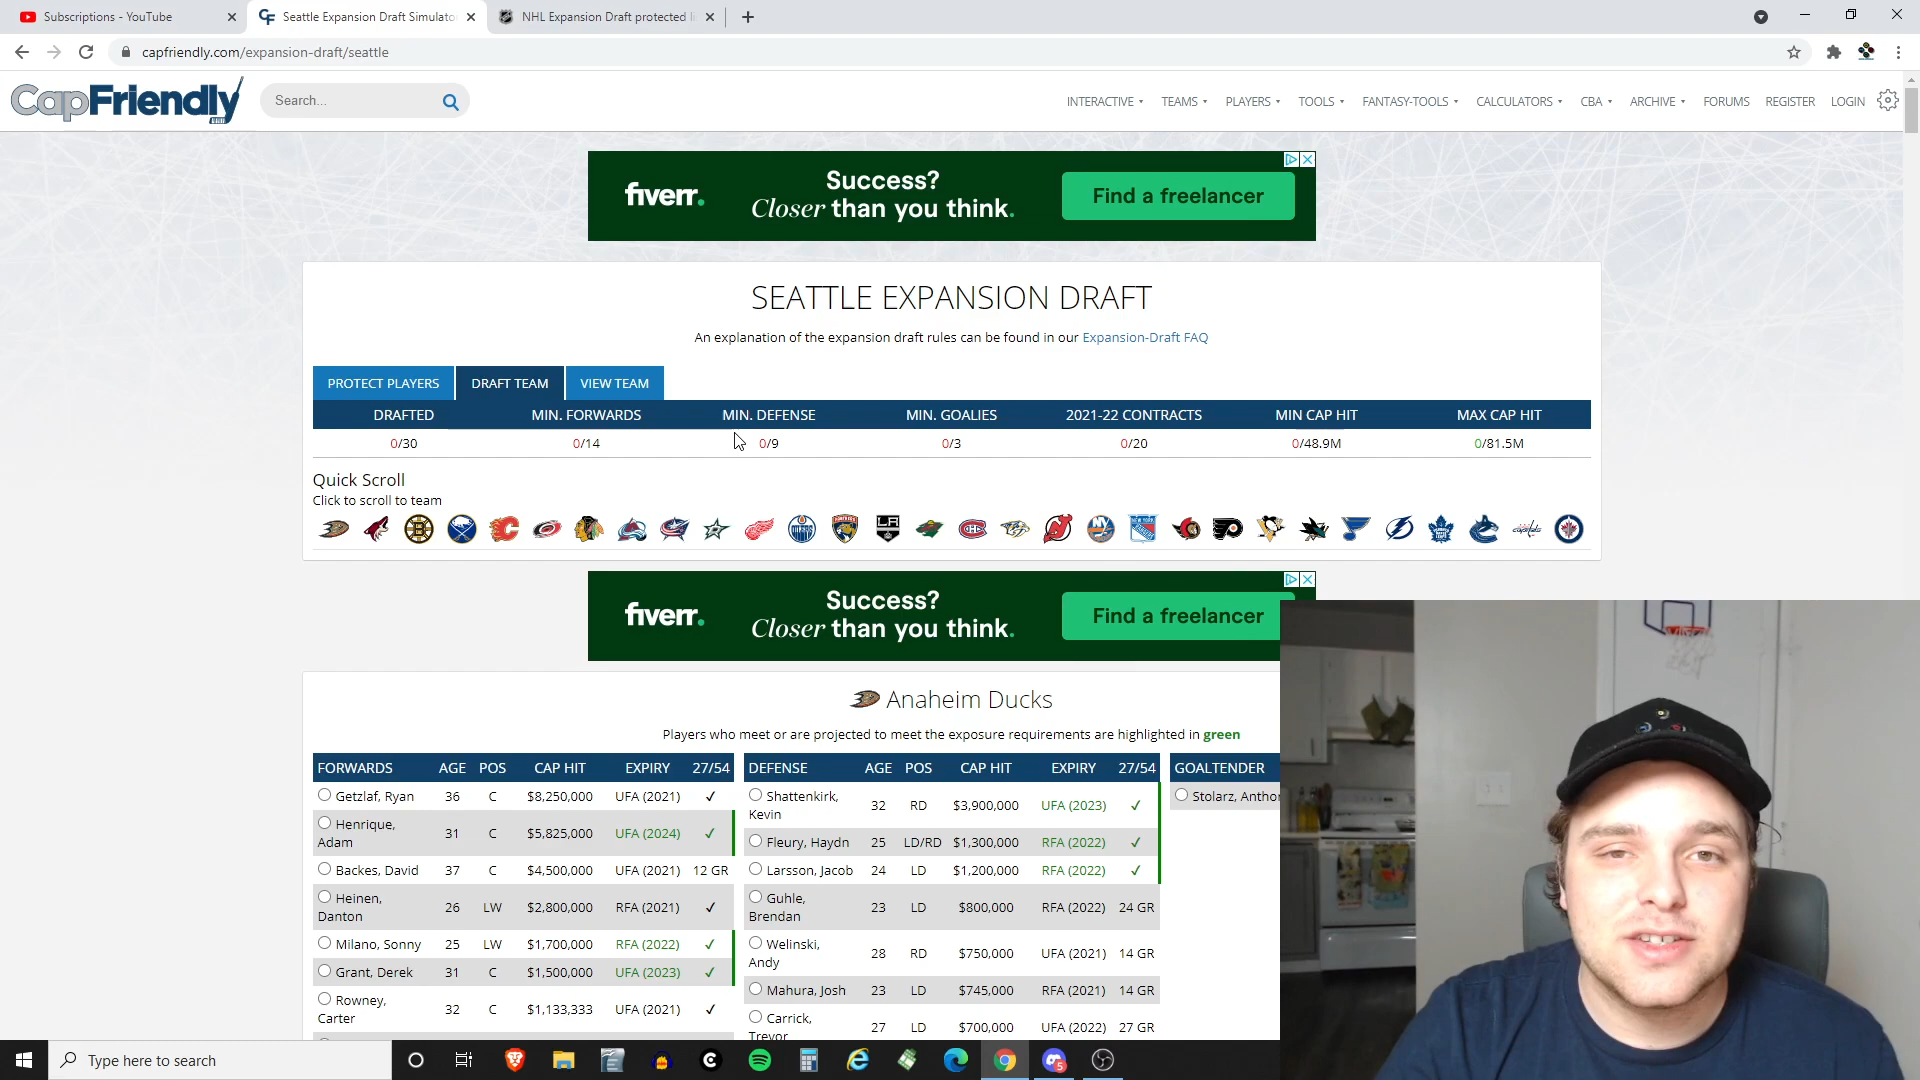 Subscriptions - YouTube
Seattle Expansion Draft Simulator
NHL Expansion Draft protected li
capfriendly.com/expansion-draft/seattle
CapFriendly
Search...
INTERACTIVE
TEAMS
PLAYERS
TOOLS
FANTASY-TOOLS
CALCULATORS
CBA
ARCHIVE
FORUMS
REGISTER
LOGIN
fiverr.
Success?
Closer than you think.
Find a freelancer
SEATTLE EXPANSION DRAFT
An explanation of the expansion draft rules can be found in our Expansion-Draft FAQ
PROTECT PLAYERS DRAFT TEAM VIEW TEAM
DRAFTED MIN. FORWARDS MIN. DEFENSE MIN. GOALIES 2021-22 CONTRACTS MIN CAP HIT MAX CAP HIT
0/30 0/14 0/9 0/3 0/20 0/48.9M 0/81.5M
Quick Scroll
Click to scroll to team
fiverr.
Success?
Closer than you think.
Find a freelancer
Anaheim Ducks
Players who meet or are projected to meet the exposure requirements are highlighted in green
FORWARDS AGE POS CAP HIT EXPIRY 27/54
Getzlaf, Ryan 36 C $8,250,000 UFA (2021) ✓
Henrique, Adam 31 C $5,825,000 UFA (2024) ✓
Backes, David 37 C $4,500,000 UFA (2021) 12 GR
Heinen, Danton 26 LW $2,800,000 RFA (2021) ✓
Milano, Sonny 25 LW $1,700,000 RFA (2022) ✓
Grant, Derek 31 C $1,500,000 UFA (2023) ✓
Rowney, Carter 32 C $1,133,333 UFA (2021) ✓
DEFENSE AGE POS CAP HIT EXPIRY 27/54
Shattenkirk, Kevin 32 RD $3,900,000 UFA (2023) ✓
Fleury, Haydn 25 LD/RD $1,300,000 RFA (2022) ✓
Larsson, Jacob 24 LD $1,200,000 RFA (2022) ✓
Guhle, Brendan 23 LD $800,000 RFA (2022) 24 GR
Welinski, Andy 28 RD $750,000 UFA (2021) 14 GR
Mahura, Josh 23 LD $745,000 RFA (2021) 14 GR
Carrick, Trevor 27 LD $700,000 UFA (2022) 27 GR
GOALTENDER
Stolarz, Anthon
Type here to search